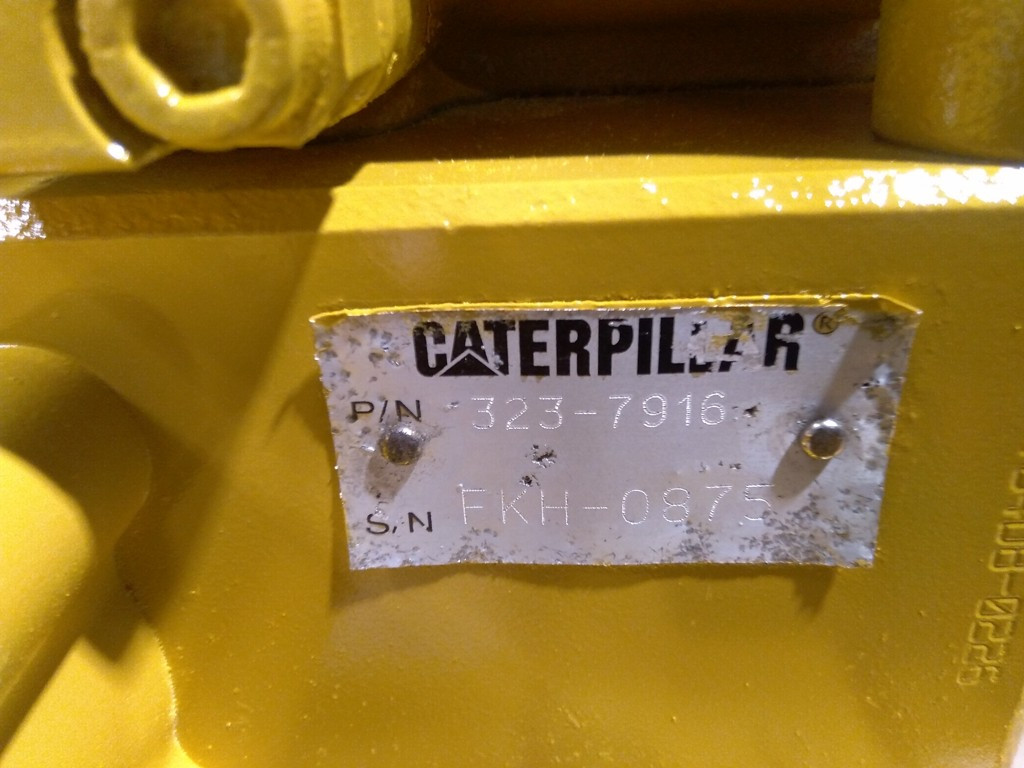 CATERPILLAR®
P/N 323-7916
S/N FKH-0875